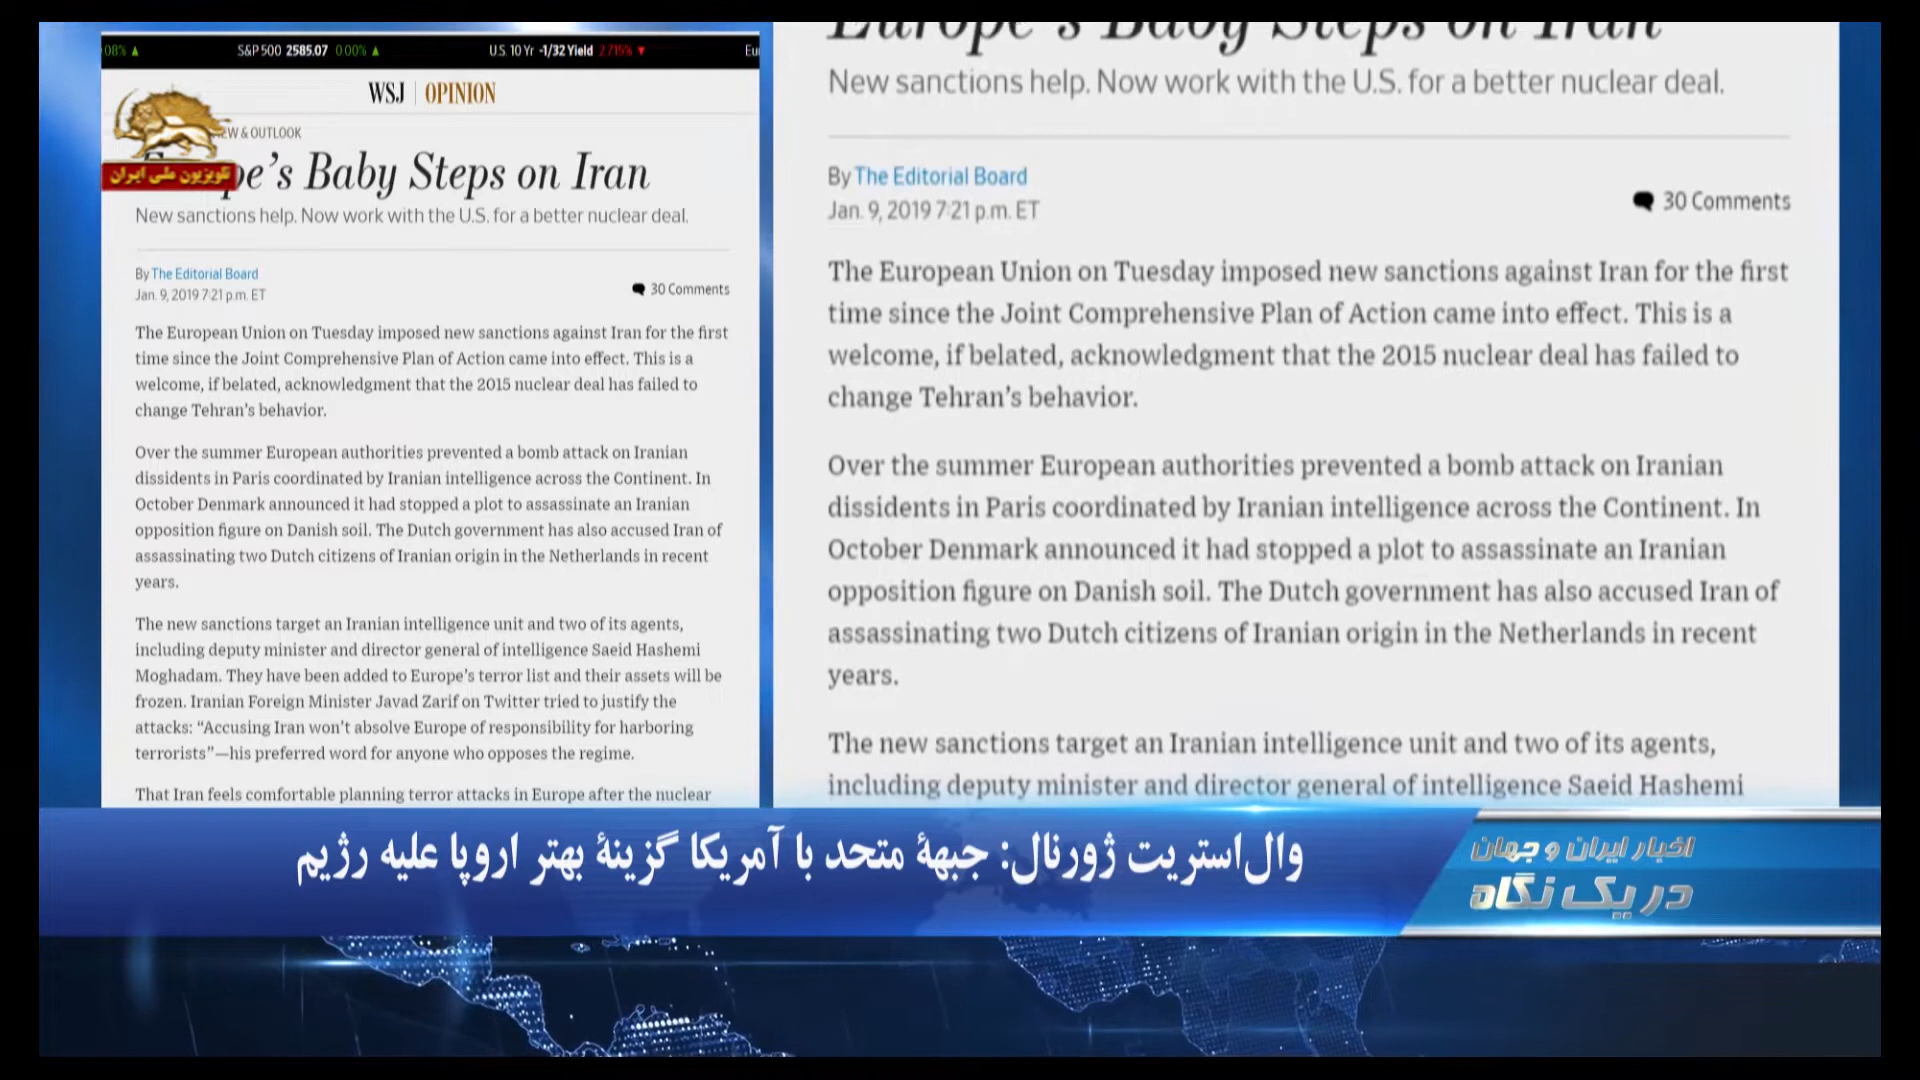 08% ▲ S&P 500 2585.07 0.00% ▲ U.S. 10 Yr -1/32 Yield 2.715% ▼
WSJ | OPINION
& OUTLOOK
تلویزیون ملی ایران
Baby Steps on Iran
New sanctions help. Now work with the U.S. for a better nuclear deal.
By The Editorial Board
Jan. 9, 2019 7:21 p.m. ET
30 Comments
The European Union on Tuesday imposed new sanctions against Iran for the first
time since the Joint Comprehensive Plan of Action came into effect. This is a
welcome, if belated, acknowledgment that the 2015 nuclear deal has failed to
change Tehran’s behavior.
Over the summer European authorities prevented a bomb attack on Iranian
dissidents in Paris coordinated by Iranian intelligence across the Continent. In
October Denmark announced it had stopped a plot to assassinate an Iranian
opposition figure on Danish soil. The Dutch government has also accused Iran of
assassinating two Dutch citizens of Iranian origin in the Netherlands in recent
years.
The new sanctions target an Iranian intelligence unit and two of its agents,
including deputy minister and director general of intelligence Saeid Hashemi
Moghadam. They have been added to Europe’s terror list and their assets will be
frozen. Iranian Foreign Minister Javad Zarif on Twitter tried to justify the
attacks: “Accusing Iran won’t absolve Europe of responsibility for harboring
terrorists”—his preferred word for anyone who opposes the regime.
That Iran feels comfortable planning terror attacks in Europe after the nuclear
Europe’s Baby Steps on Iran
New sanctions help. Now work with the U.S. for a better nuclear deal.
By The Editorial Board
Jan. 9, 2019 7:21 p.m. ET
30 Comments
The European Union on Tuesday imposed new sanctions against Iran for the first
time since the Joint Comprehensive Plan of Action came into effect. This is a
welcome, if belated, acknowledgment that the 2015 nuclear deal has failed to
change Tehran’s behavior.
Over the summer European authorities prevented a bomb attack on Iranian
dissidents in Paris coordinated by Iranian intelligence across the Continent. In
October Denmark announced it had stopped a plot to assassinate an Iranian
opposition figure on Danish soil. The Dutch government has also accused Iran of
assassinating two Dutch citizens of Iranian origin in the Netherlands in recent
years.
The new sanctions target an Iranian intelligence unit and two of its agents,
including deputy minister and director general of intelligence Saeid Hashemi
وال‌استریت ژورنال: جبههٔ متحد با آمریکا گزینهٔ بهتر اروپا علیه رژیم
اخبار ایران و جهان
در یک نگاه